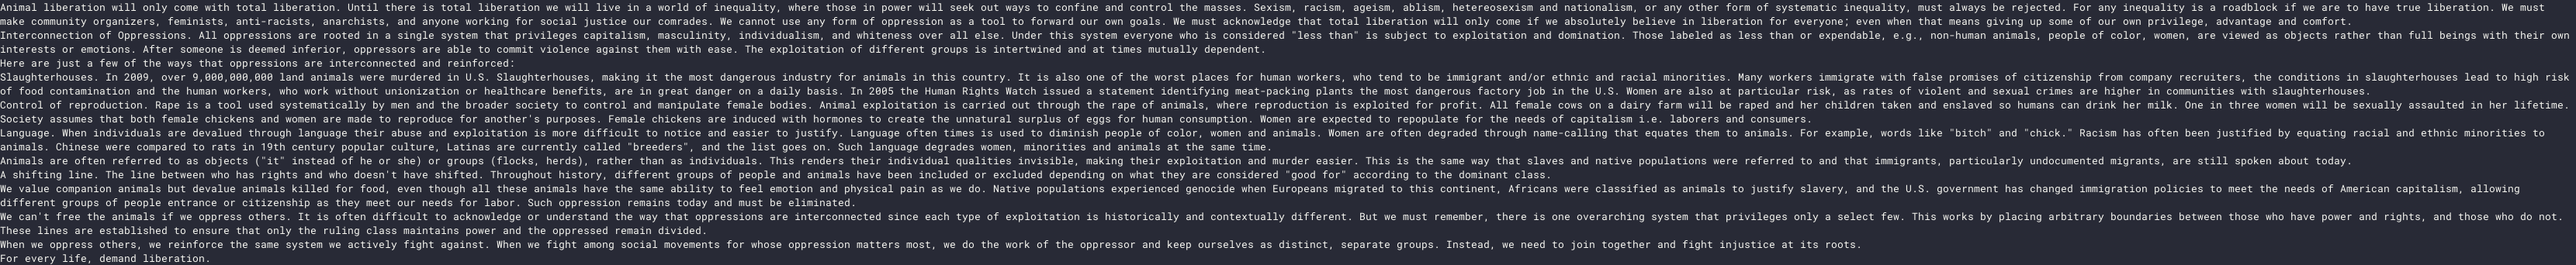 Animal liberation will only come with total liberation. Until there is total liberation we will live in a world of inequality, where those in power will seek out ways to confine and control the masses. Sexism, racism, ageism, ablism, hetereosexism and nationalism, or any other form of systematic inequality, must always be rejected. For any inequality is a roadblock if we are to have true liberation. We must
make community organizers, feminists, anti-racists, anarchists, and anyone working for social justice our comrades. We cannot use any form of oppression as a tool to forward our own goals. We must acknowledge that total liberation will only come if we absolutely believe in liberation for everyone; even when that means giving up some of our own privilege, advantage and comfort.
Interconnection of Oppressions. All oppressions are rooted in a single system that privileges capitalism, masculinity, individualism, and whiteness over all else. Under this system everyone who is considered "less than" is subject to exploitation and domination. Those labeled as less than or expendable, e.g., non-human animals, people of color, women, are viewed as objects rather than full beings with their own
interests or emotions. After someone is deemed inferior, oppressors are able to commit violence against them with ease. The exploitation of different groups is intertwined and at times mutually dependent.
Here are just a few of the ways that oppressions are interconnected and reinforced:
Slaughterhouses. In 2009, over 9,000,000,000 land animals were murdered in U.S. Slaughterhouses, making it the most dangerous industry for animals in this country. It is also one of the worst places for human workers, who tend to be immigrant and/or ethnic and racial minorities. Many workers immigrate with false promises of citizenship from company recruiters, the conditions in slaughterhouses lead to high risk
of food contamination and the human workers, who work without unionization or healthcare benefits, are in great danger on a daily basis. In 2005 the Human Rights Watch issued a statement identifying meat-packing plants the most dangerous factory job in the U.S. Women are also at particular risk, as rates of violent and sexual crimes are higher in communities with slaughterhouses.
Control of reproduction. Rape is a tool used systematically by men and the broader society to control and manipulate female bodies. Animal exploitation is carried out through the rape of animals, where reproduction is exploited for profit. All female cows on a dairy farm will be raped and her children taken and enslaved so humans can drink her milk. One in three women will be sexually assaulted in her lifetime.
Society assumes that both female chickens and women are made to reproduce for another's purposes. Female chickens are induced with hormones to create the unnatural surplus of eggs for human consumption. Women are expected to repopulate for the needs of capitalism i.e. laborers and consumers.
Language. When individuals are devalued through language their abuse and exploitation is more difficult to notice and easier to justify. Language often times is used to diminish people of color, women and animals. Women are often degraded through name-calling that equates them to animals. For example, words like "bitch" and "chick." Racism has often been justified by equating racial and ethnic minorities to
animals. Chinese were compared to rats in 19th century popular culture, Latinas are currently called "breeders", and the list goes on. Such language degrades women, minorities and animals at the same time.
Animals are often referred to as objects ("it" instead of he or she) or groups (flocks, herds), rather than as individuals. This renders their individual qualities invisible, making their exploitation and murder easier. This is the same way that slaves and native populations were referred to and that immigrants, particularly undocumented migrants, are still spoken about today.
A shifting line. The line between who has rights and who doesn't have shifted. Throughout history, different groups of people and animals have been included or excluded depending on what they are considered "good for" according to the dominant class.
We value companion animals but devalue animals killed for food, even though all these animals have the same ability to feel emotion and physical pain as we do. Native populations experienced genocide when Europeans migrated to this continent, Africans were classified as animals to justify slavery, and the U.S. government has changed immigration policies to meet the needs of American capitalism, allowing
different groups of people entrance or citizenship as they meet our needs for labor. Such oppression remains today and must be eliminated.
We can't free the animals if we oppress others. It is often difficult to acknowledge or understand the way that oppressions are interconnected since each type of exploitation is historically and contextually different. But we must remember, there is one overarching system that privileges only a select few. This works by placing arbitrary boundaries between those who have power and rights, and those who do not.
These lines are established to ensure that only the ruling class maintains power and the oppressed remain divided.
When we oppress others, we reinforce the same system we actively fight against. When we fight among social movements for whose oppression matters most, we do the work of the oppressor and keep ourselves as distinct, separate groups. Instead, we need to join together and fight injustice at its roots.
For every life, demand liberation.